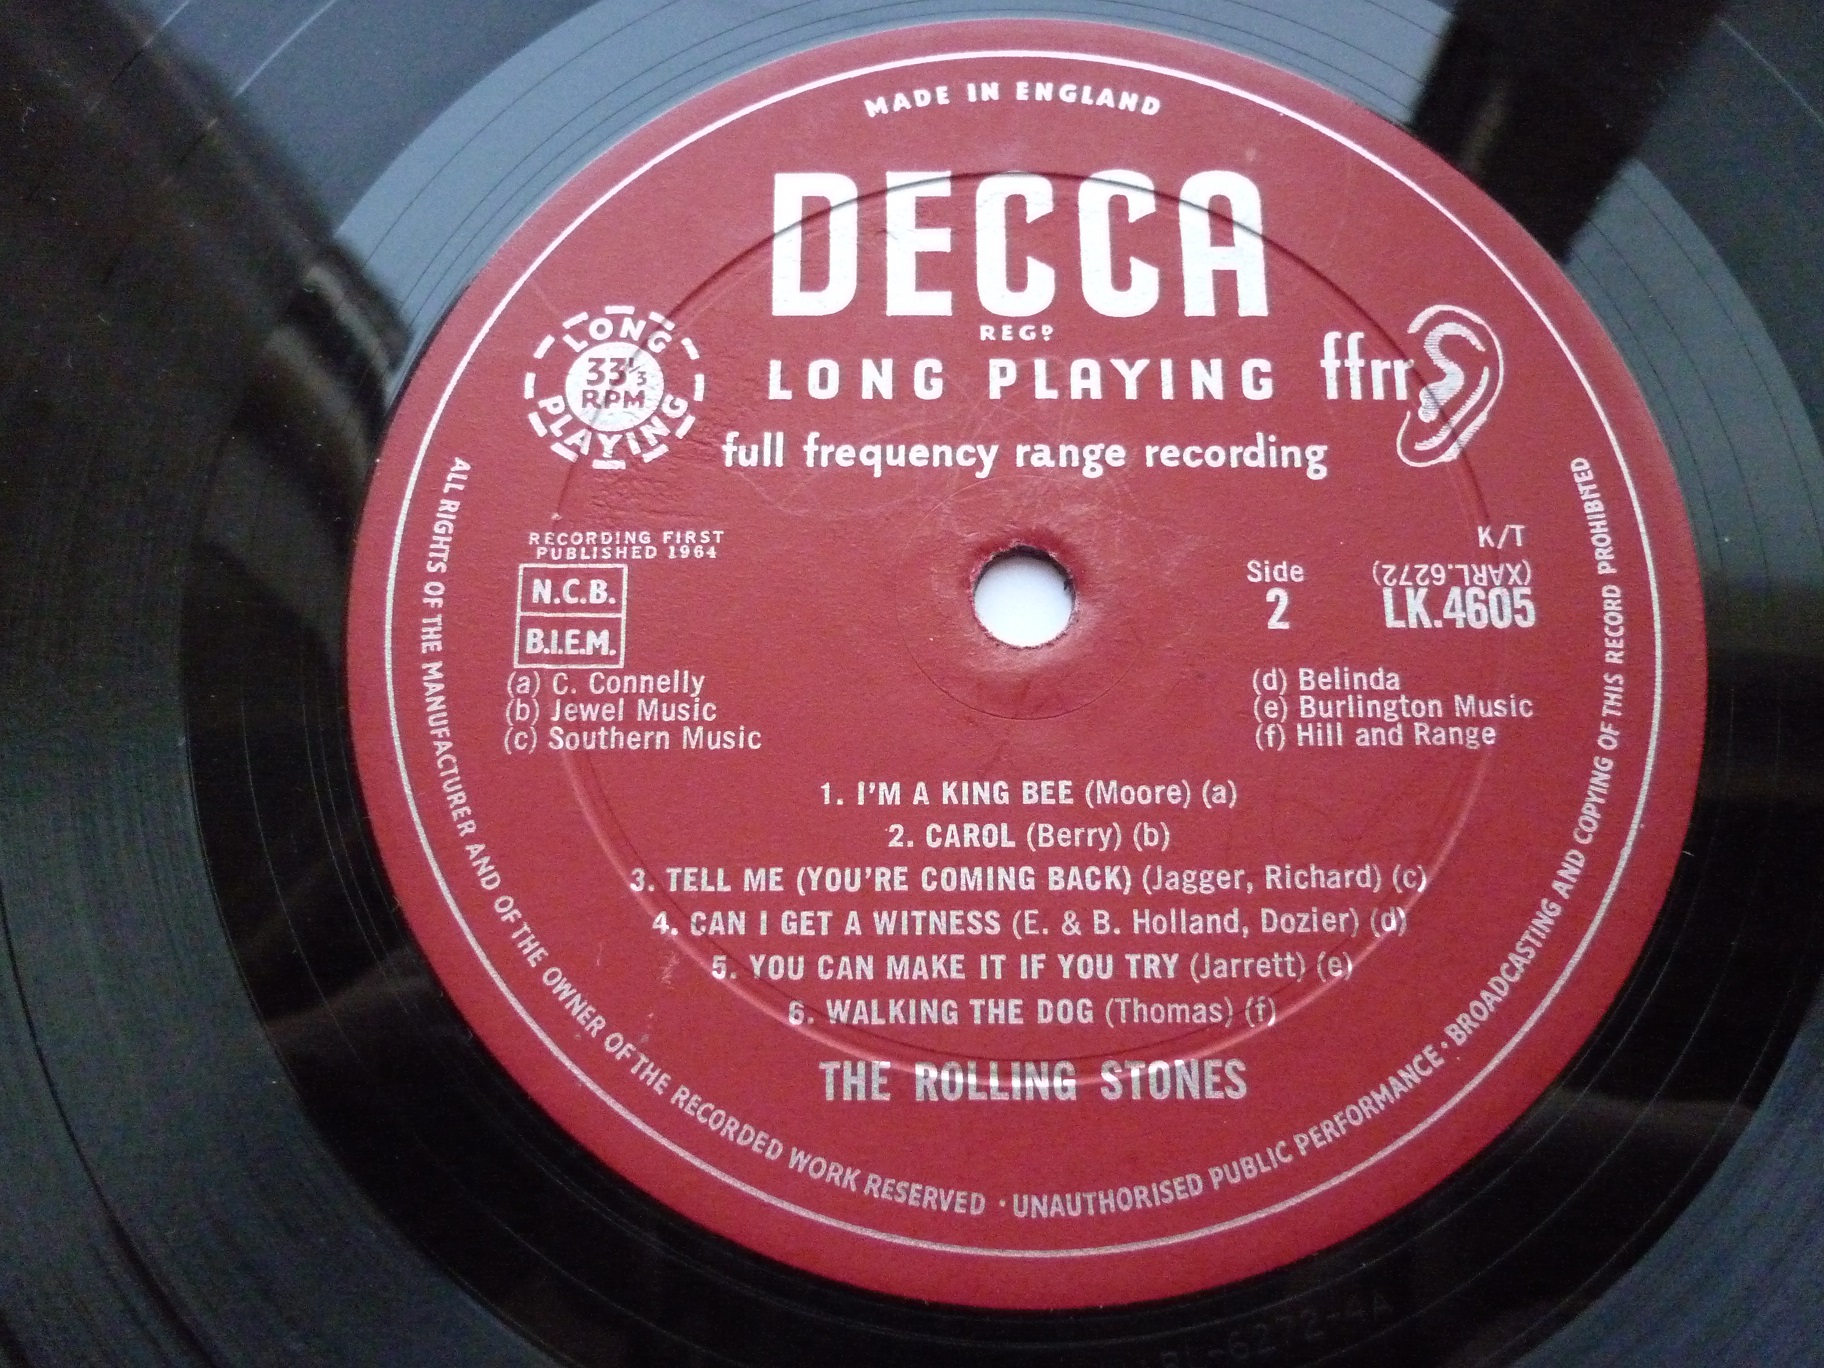 MADE IN ENGLAND
DECCA
REGD
LONG PLAYING
ffrr
LONG PLAYING
33 1/3
RPM
full frequency range recording
RECORDING FIRST
PUBLISHED 1964
N.C.B.
B.I.E.M.
K/T
(XARL.6272)
Side
2
LK.4605
(a) C. Connelly
(b) Jewel Music
(c) Southern Music
(d) Belinda
(e) Burlington Music
(f) Hill and Range
1. I'M A KING BEE (Moore) (a)
2. CAROL (Berry) (b)
3. TELL ME (YOU'RE COMING BACK) (Jagger, Richard) (c)
4. CAN I GET A WITNESS (E. & B. Holland, Dozier) (d)
5. YOU CAN MAKE IT IF YOU TRY (Jarrett) (e)
6. WALKING THE DOG (Thomas) (f)
THE ROLLING STONES
ALL RIGHTS OF THE MANUFACTURER AND OF THE OWNER OF THE RECORDED WORK RESERVED · UNAUTHORISED PUBLIC PERFORMANCE · BROADCASTING AND COPYING OF THIS RECORD PROHIBITED
-6272-4A